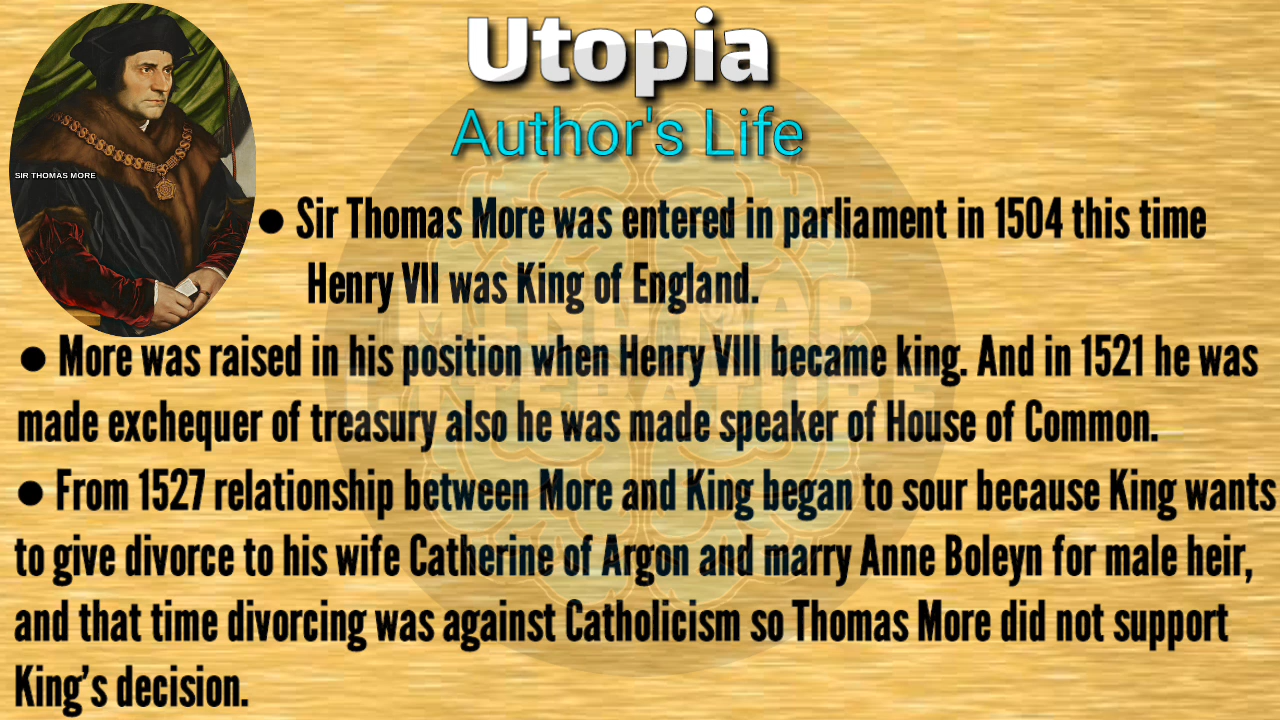 Utopia
Author's Life
SIR THOMAS MORE
● Sir Thomas More was entered in parliament in 1504 this time
Henry VII was King of England.
● More was raised in his position when Henry VIII became king. And in 1521 he was
made exchequer of treasury also he was made speaker of House of Common.
● From 1527 relationship between More and King began to sour because King wants
to give divorce to his wife Catherine of Argon and marry Anne Boleyn for male heir,
and that time divorcing was against Catholicism so Thomas More did not support
King's decision.
MIND MAP
LITERATURE